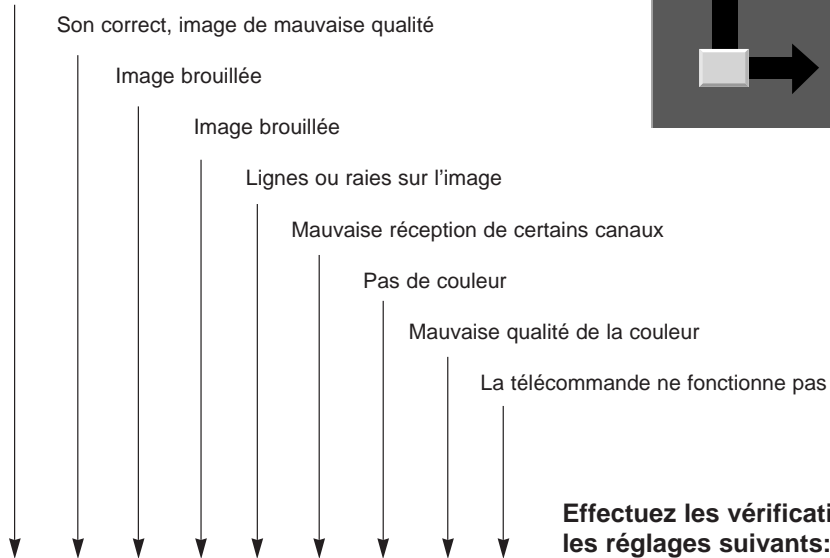 Son correct, image de mauvaise qualité
Image brouillée
Image brouillée
Lignes ou raies sur l’image
Mauvaise réception de certains canaux
Pas de couleur
Mauvaise qualité de la couleur
La télécommande ne fonctionne pas
Effectuez les
les réglages suivants: